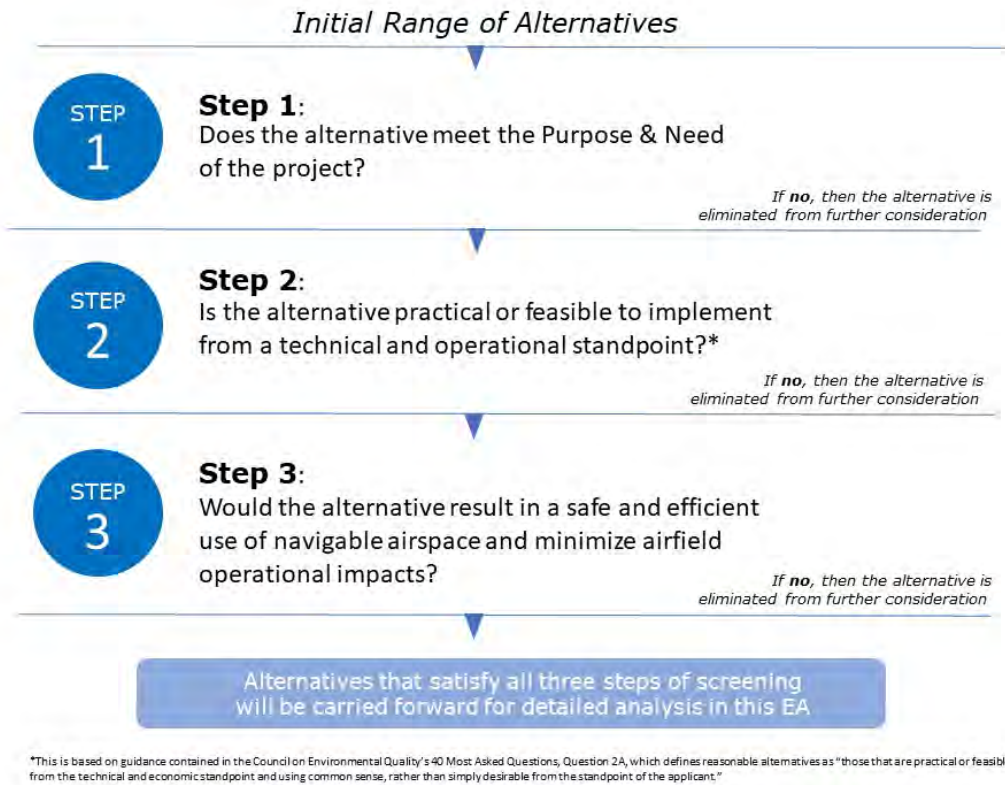 Initial Range of Alternatives
STEP
1
Step 1:
Does the alternative meet the Purpose & Need
of the project?
If no, then the alternative is
eliminated from further consideration
STEP
2
Step 2:
Is the alternative practical or feasible to implement
from a technical and operational standpoint?*
If no, then the alternative is
eliminated from further consideration
STEP
3
Step 3:
Would the alternative result in a safe and efficient
use of navigable airspace and minimize airfield
operational impacts?
If no, then the alternative is
eliminated from further consideration
Alternatives that satisfy all three steps of screening
will be carried forward for detailed analysis in this EA
*This is based on guidance contained in the Council on Environmental Quality's 40 Most Asked Questions, Question 2A, which defines reasonable alternatives as "those that are practical or feasibl
from the technical and economic standpoint and using common sense, rather than simply desirable from the standpoint of the applicant."